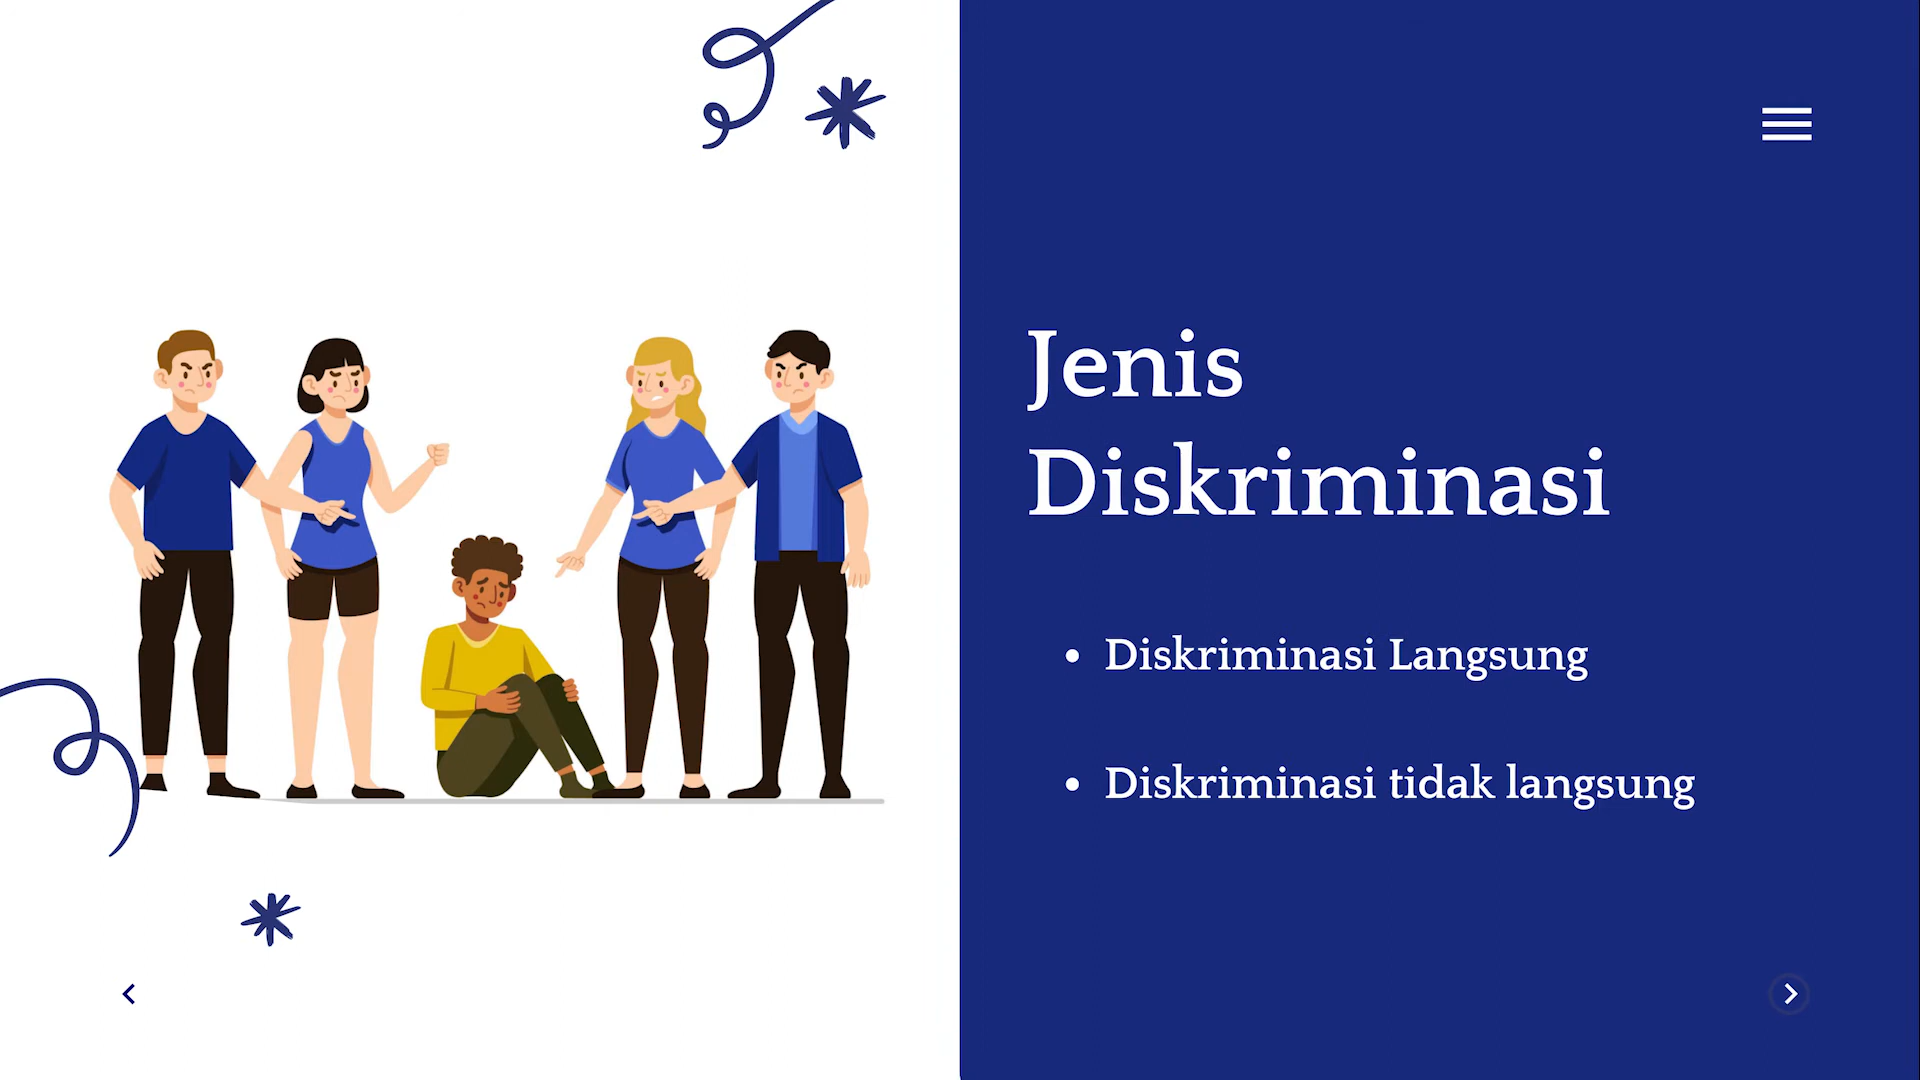 Jenis
Diskriminasi
• Diskriminasi Langsung
• Diskriminasi tidak langsung